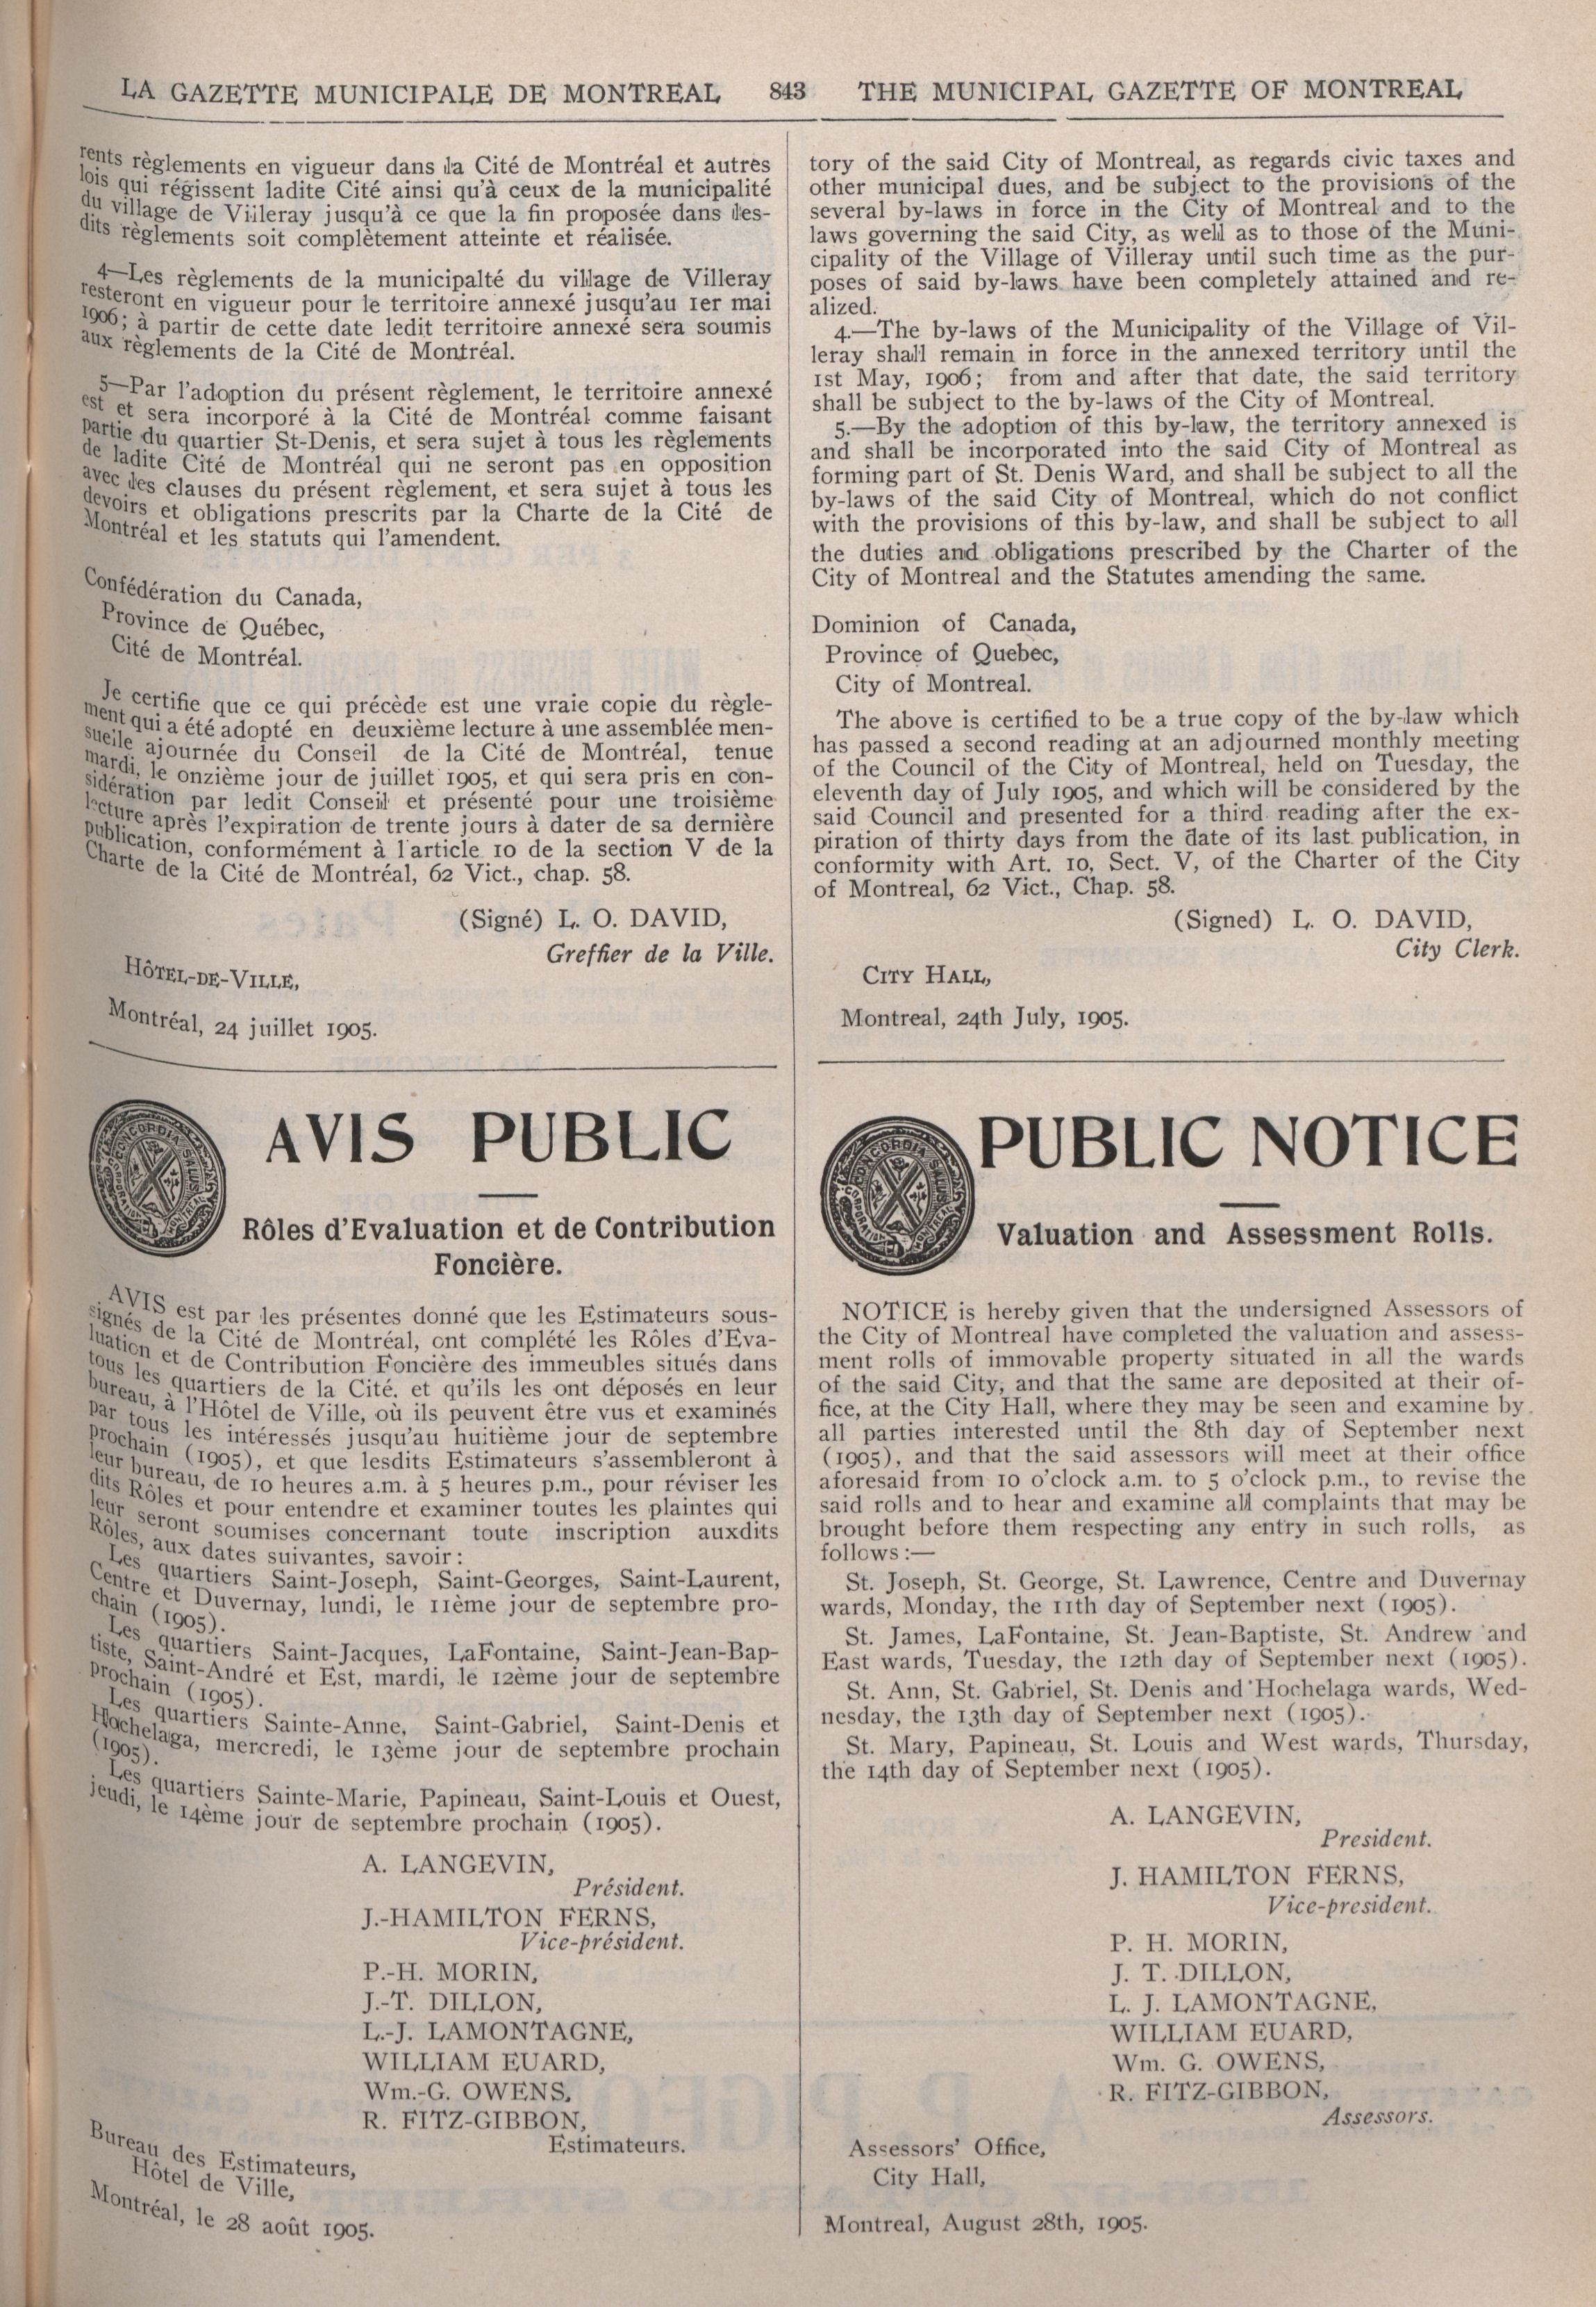 LA GAZETTE MUNICIPALE DE MONTREAL 843 THE MUNICIPAL GAZETTE OF MONTREAL
rents règlements en vigueur dans la Cité de Montréal et autres
lois qui régissent ladite Cité ainsi qu'à ceux de la municipalité
du village de Villeray jusqu'à ce que la fin proposée dans les-
dits règlements soit complètement atteinte et réalisée.
4—Les règlements de la municipalté du village de Villeray
resteront en vigueur pour le territoire annexé jusqu'au 1er mai
1906; à partir de cette date ledit territoire annexé sera soumis
aux règlements de la Cité de Montréal.
5—Par l'adoption du présent règlement, le territoire annexé
est et sera incorporé à la Cité de Montréal comme faisant
partie du quartier St-Denis, et sera sujet à tous les règlements
de ladite Cité de Montréal qui ne seront pas en opposition
avec les clauses du présent règlement, et sera sujet à tous les
devoirs et obligations prescrits par la Charte de la Cité de
Montréal et les statuts qui l'amendent.
Confédération du Canada,
Province de Québec,
Cité de Montréal.
Je certifie que ce qui précède est une vraie copie du règle-
ment qui a été adopté en deuxième lecture à une assemblée men-
suelle ajournée du Conseil de la Cité de Montréal, tenue
mardi, le onzième jour de juillet 1905, et qui sera pris en con-
sidération par ledit Conseil et présenté pour une troisième
lecture après l'expiration de trente jours à dater de sa dernière
publication, conformément à l'article 10 de la section V de la
Charte de la Cité de Montréal, 62 Vict., chap. 58.
(Signé) L. O. DAVID,
Greffier de la Ville.
HÔTEL-DE-VILLE,
Montréal, 24 juillet 1905.
AVIS PUBLIC
Rôles d'Evaluation et de Contribution
Foncière.
AVIS est par les présentes donné que les Estimateurs sous-
signés de la Cité de Montréal, ont complété les Rôles d'Eva-
luation et de Contribution Foncière des immeubles situés dans
tous les quartiers de la Cité. et qu'ils les ont déposés en leur
bureau, à l'Hôtel de Ville, où ils peuvent être vus et examinés
par tous les intéressés jusqu'au huitième jour de septembre
prochain (1905), et que lesdits Estimateurs s'assembleront à
leur bureau, de 10 heures a.m. à 5 heures p.m., pour réviser les
dits Rôles et pour entendre et examiner toutes les plaintes qui
leur seront soumises concernant toute inscription auxdits
Rôles, aux dates suivantes, savoir:
Les quartiers Saint-Joseph, Saint-Georges, Saint-Laurent,
Centre et Duvernay, lundi, le 11ème jour de septembre pro-
chain (1905).
Les quartiers Saint-Jacques, LaFontaine, Saint-Jean-Bap-
tiste, Saint-André et Est, mardi, le 12ème jour de septembre
prochain (1905).
Les quartiers Sainte-Anne, Saint-Gabriel, Saint-Denis et
Hochelaga, mercredi, le 13ème jour de septembre prochain
(1905).
Les quartiers Sainte-Marie, Papineau, Saint-Louis et Ouest,
jeudi, le 14ème jour de septembre prochain (1905).
A. LANGEVIN,
Président.
J.-HAMILTON FERNS,
Vice-président.
P.-H. MORIN,
J.-T. DILLON,
L.-J. LAMONTAGNE,
WILLIAM EUARD,
Wm.-G. OWENS,
R. FITZ-GIBBON,
Estimateurs.
Bureau des Estimateurs,
Hôtel de Ville,
Montréal, le 28 août 1905.
tory of the said City of Montreal, as regards civic taxes and
other municipal dues, and be subject to the provisions of the
several by-laws in force in the City of Montreal and to the
laws governing the said City, as well as to those of the Muni-
cipality of the Village of Villeray until such time as the pur-
poses of said by-laws have been completely attained and re-
alized.
4.—The by-laws of the Municipality of the Village of Vil-
leray shall remain in force in the annexed territory until the
1st May, 1906; from and after that date, the said territory
shall be subject to the by-laws of the City of Montreal.
5.—By the adoption of this by-law, the territory annexed is
and shall be incorporated into the said City of Montreal as
forming part of St. Denis Ward, and shall be subject to all the
by-laws of the said City of Montreal, which do not conflict
with the provisions of this by-law, and shall be subject to all
the duties and obligations prescribed by the Charter of the
City of Montreal and the Statutes amending the same.
Dominion of Canada,
Province of Quebec,
City of Montreal.
The above is certified to be a true copy of the by-law which
has passed a second reading at an adjourned monthly meeting
of the Council of the City of Montreal, held on Tuesday, the
eleventh day of July 1905, and which will be considered by the
said Council and presented for a third reading after the ex-
piration of thirty days from the date of its last publication, in
conformity with Art. 10, Sect. V, of the Charter of the City
of Montreal, 62 Vict., Chap. 58.
(Signed) L. O. DAVID,
City Clerk.
CITY HALL,
Montreal, 24th July, 1905.
CONCORDIA SALUS
PUBLIC NOTICE
Valuation and Assessment Rolls.
NOTICE is hereby given that the undersigned Assessors of
the City of Montreal have completed the valuation and assess-
ment rolls of immovable property situated in all the wards
of the said City, and that the same are deposited at their of-
fice, at the City Hall, where they may be seen and examine by
all parties interested until the 8th day of September next
(1905), and that the said assessors will meet at their office
aforesaid from 10 o'clock a.m. to 5 o'clock p.m., to revise the
said rolls and to hear and examine all complaints that may be
brought before them respecting any entry in such rolls, as
follows:—
St. Joseph, St. George, St. Lawrence, Centre and Duvernay
wards, Monday, the 11th day of September next (1905).
St. James, LaFontaine, St. Jean-Baptiste, St. Andrew and
East wards, Tuesday, the 12th day of September next (1905).
St. Ann, St. Gabriel, St. Denis and Hochelaga wards, Wed-
nesday, the 13th day of September next (1905).
St. Mary, Papineau, St. Louis and West wards, Thursday,
the 14th day of September next (1905).
A. LANGEVIN,
President.
J. HAMILTON FERNS,
Vice-president.
P. H. MORIN,
J. T. DILLON,
L. J. LAMONTAGNE,
WILLIAM EUARD,
Wm. G. OWENS,
R. FITZ-GIBBON,
Assessors.
Assessors' Office,
City Hall,
Montreal, August 28th, 1905.